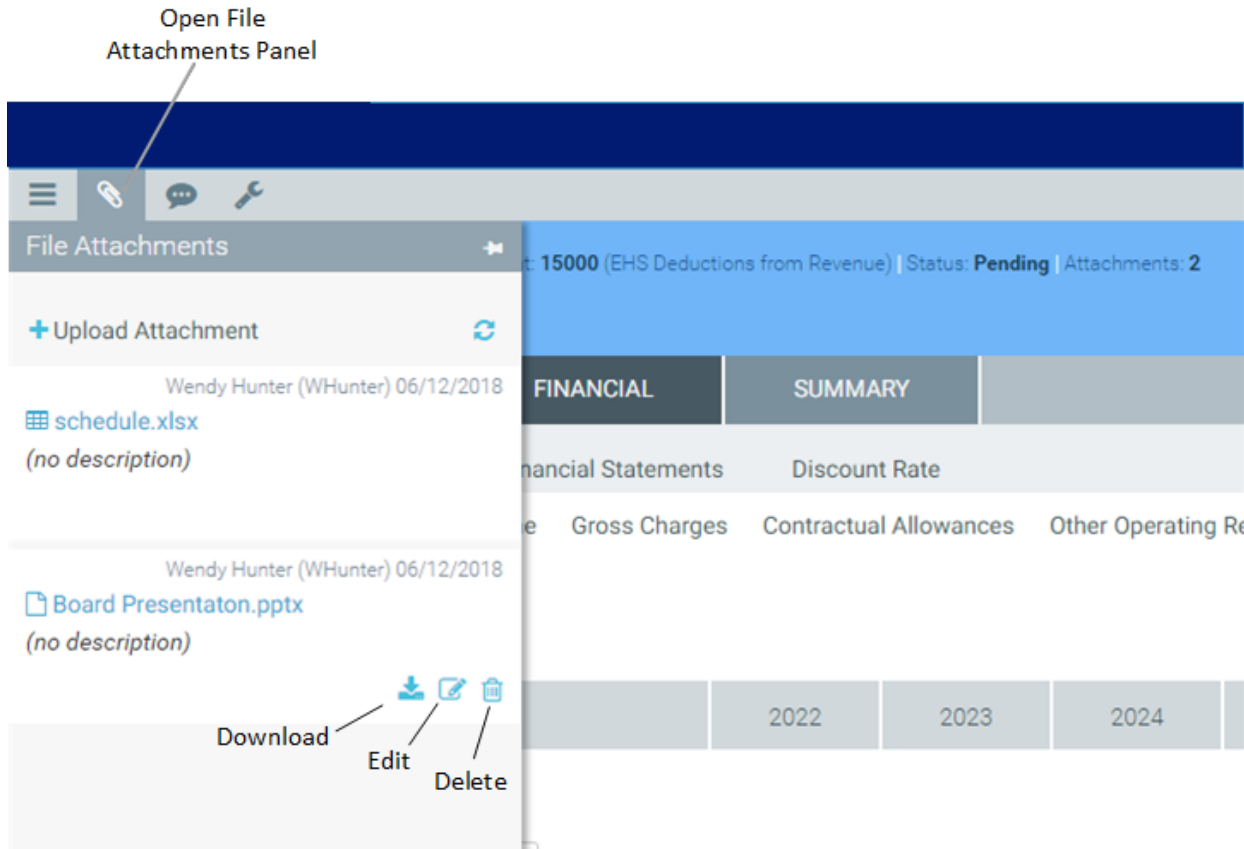 Open File
Attachments Panel
File Attachments
t: 15000 (EHS Deductions from Revenue) | Status: Pending | Attachments: 2
+ Upload Attachment
FINANCIAL
SUMMARY
Wendy Hunter (WHunter) 06/12/2018
schedule.xlsx
(no description)
nancial Statements
Discount Rate
e
Gross Charges
Contractual Allowances
Other Operating Re
Wendy Hunter (WHunter) 06/12/2018
Board Presentaton.pptx
(no description)
2022
2023
2024
Download
Edit
Delete